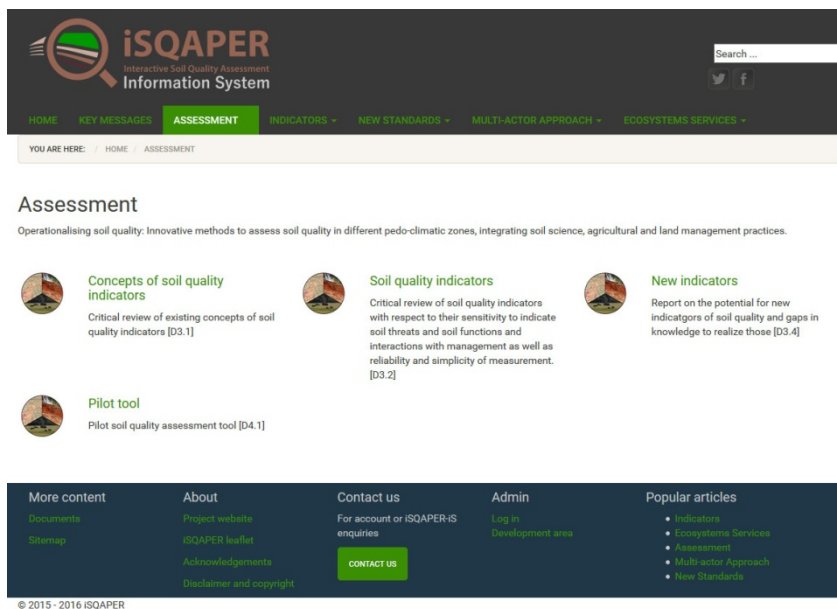 iSQAPER
Interactive Soil Quality Assessment
Information System
Search ...
HOME KEY MESSAGES ASSESSMENT INDICATORS NEW STANDARDS MULTI-ACTOR APPROACH ECOSYSTEMS SERVICES
YOU ARE HERE: / HOME / ASSESSMENT
Assessment
Operationalising soil quality: Innovative methods to assess soil quality in different pedo-climatic zones, integrating soil science, agricultural and land management practices.
Concepts of soil quality
indicators
Critical review of existing concepts of soil
quality indicators [D3.1]
Soil quality indicators
Critical review of soil quality indicators
with respect to their sensitivity to indicate
soil threats and soil functions and
interactions with management as well as
reliability and simplicity of measurement.
[D3.2]
New indicators
Report on the potential for new
indicatgors of soil quality and gaps in
knowledge to realize those [D3.4]
Pilot tool
Pilot soil quality assessment tool [D4.1]
More content
Documents
Sitemap
About
Project website
iSQAPER leaflet
Acknowledgements
Disclaimer and copyright
Contact us
For account or iSQAPER-iS
enquiries
CONTACT US
Admin
Log in
Development area
Popular articles
• Indicators
• Ecosystems Services
• Assessment
• Multi-actor Approach
• New Standards
© 2015 - 2016 iSQAPER